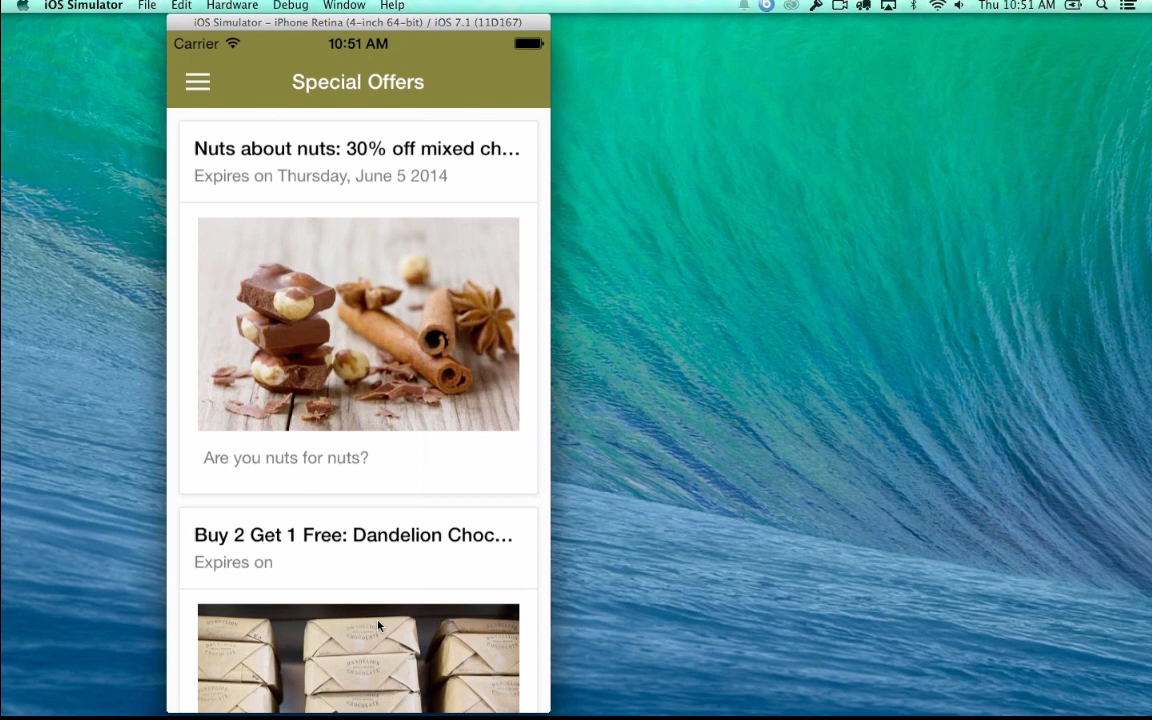 iOS Simulator File Edit Hardware Debug Window Help Thu 10:51 AM
iOS Simulator – iPhone Retina (4-inch 64-bit) / iOS 7.1 (11D167)
Carrier 10:51 AM
Special Offers
Nuts about nuts: 30% off mixed ch...
Expires on Thursday, June 5 2014
Are you nuts for nuts?
Buy 2 Get 1 Free: Dandelion Choc...
Expires on
DANDELION
CHOCOLATE